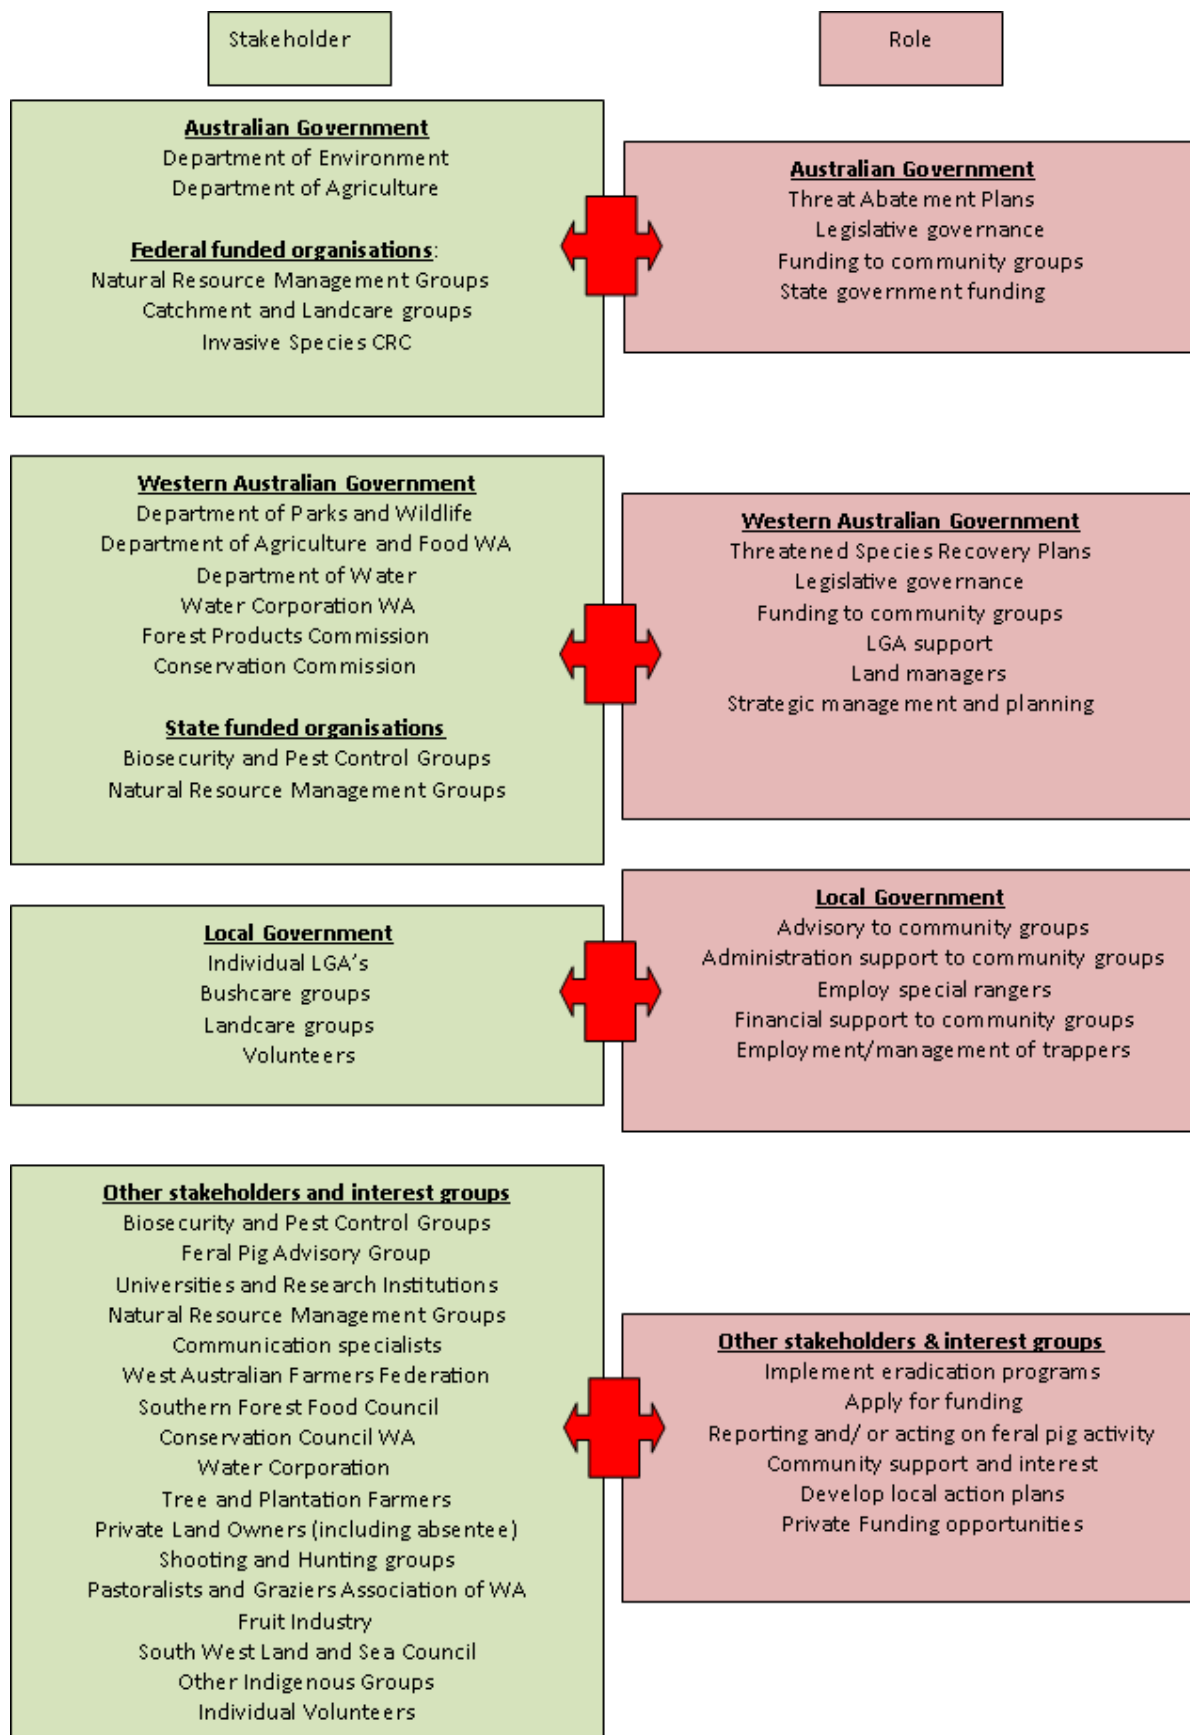 Stakeholder
Role
Australian Government
Department of Environment
Department of Agriculture
Federal funded organisations:
Natural Resource Management Groups
Catchment and Landcare groups
Invasive Species CRC
Australian Government
Threat Abatement Plans
Legislative governance
Funding to community groups
State government funding
Western Australian Government
Department of Parks and Wildlife
Department of Agriculture and Food WA
Department of Water
Water Corporation WA
Forest Products Commission
Conservation Commission
State funded organisations
Biosecurity and Pest Control Groups
Natural Resource Management Groups
Western Australian Government
Threatened Species Recovery Plans
Legislative governance
Funding to community groups
LGA support
Land managers
Strategic management and planning
Local Government
Individual LGA's
Bushcare groups
Landcare groups
Volunteers
Local Government
Advisory to community groups
Administration support to community groups
Employ special rangers
Financial support to community groups
Employment/management of trappers
Other stakeholders and interest groups
Biosecurity and Pest Control Groups
Feral Pig Advisory Group
Universities and Research Institutions
Natural Resource Management Groups
Communication specialists
West Australian Farmers Federation
Southern Forest Food Council
Conservation Council WA
Water Corporation
Tree and Plantation Farmers
Private Land Owners (including absentee)
Shooting and Hunting groups
Pastoralists and Graziers Association of WA
Fruit Industry
South West Land and Sea Council
Other Indigenous Groups
Individual Volunteers
Other stakeholders & interest groups
Implement eradication programs
Apply for funding
Reporting and/ or acting on feral pig activity
Community support and interest
Develop local action plans
Private Funding opportunities